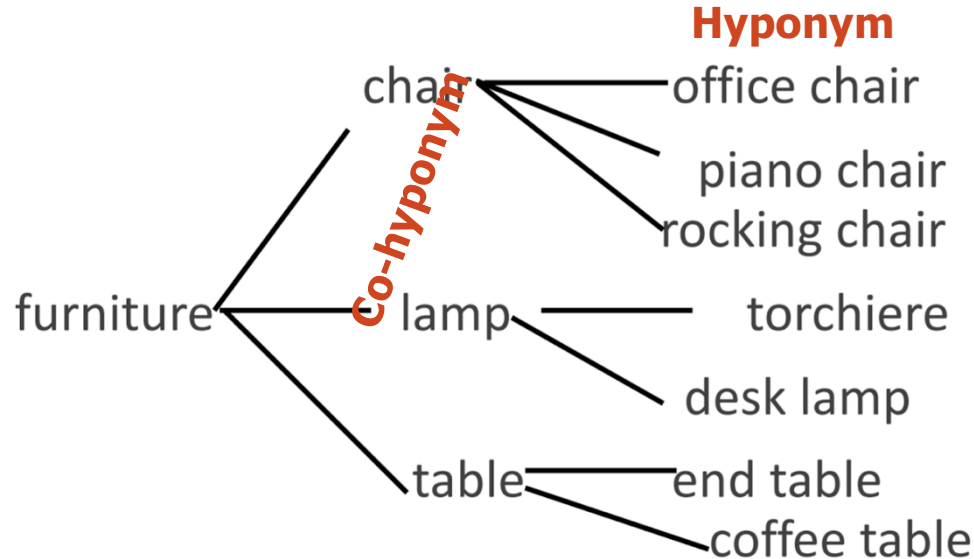 Hyponym
chair
office chair
Co-hyponym
piano chair
rocking chair
furniture
lamp
torchiere
desk lamp
table
end table
coffee table